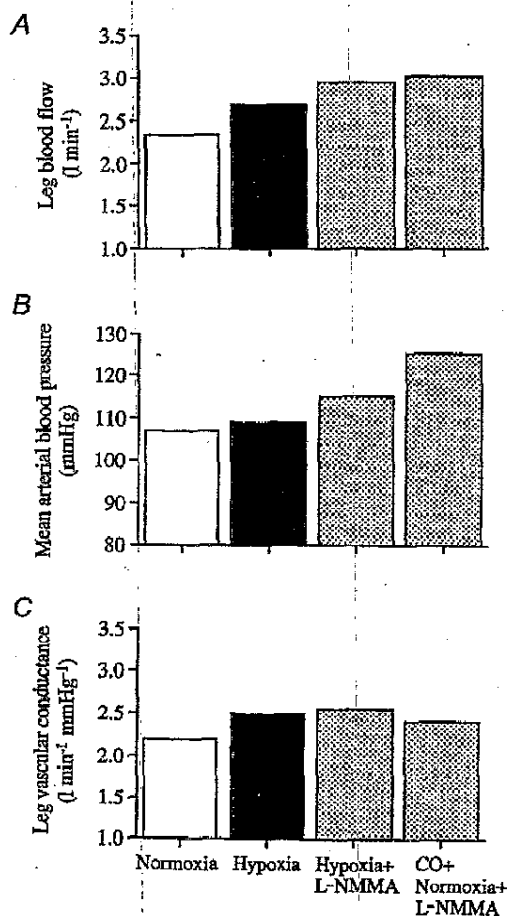 A
Leg blood flow
(l min⁻¹)
3.5
3.0
2.5
2.0
1.5
1.0
B
Mean arterial blood pressure
(mmHg)
130
120
110
100
90
80
C
Leg vascular conductance
(l min⁻¹ mmHg⁻¹)
3.5
3.0
2.5
2.0
1.5
1.0
Normoxia
Hypoxia
Hypoxia+
L-NMMA
CO+
Normoxia+
L-NMMA